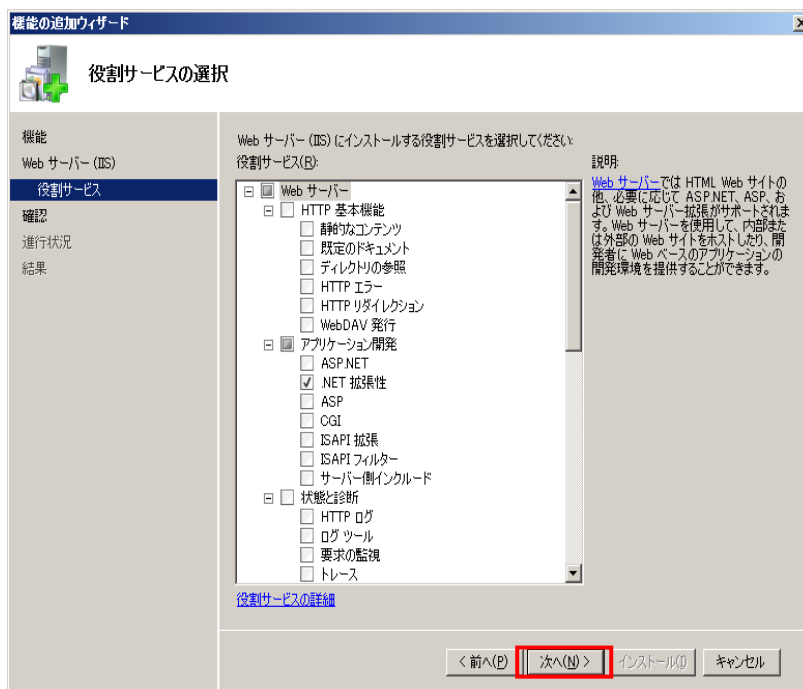 機能の追加ウィザード
役割サービスの選択
機能
Web サーバー (IIS)
役割サービス
確認
進行状況
結果
Web サーバー (IIS) にインストールする役割サービスを選択してください:
役割サービス(R):
Web サーバー
HTTP 基本機能
静的なコンテンツ
既定のドキュメント
ディレクトリの参照
HTTP エラー
HTTP リダイレクション
WebDAV 発行
アプリケーション開発
ASP.NET
.NET 拡張性
ASP
CGI
ISAPI 拡張
ISAPI フィルター
サーバー側インクルード
状態と診断
HTTP ログ
ログ ツール
要求の監視
トレース
役割サービスの詳細
説明:
Web サーバーでは HTML Web サイトの
他、必要に応じて ASP.NET、ASP、お
よび Web サーバー拡張がサポートされま
す。Web サーバーを使用して、内部また
は外部の Web サイトをホストしたり、開
発者に Web ベースのアプリケーションの
開発環境を提供することができます。
< 前へ(P)
次へ(N) >
インストール(I)
キャンセル